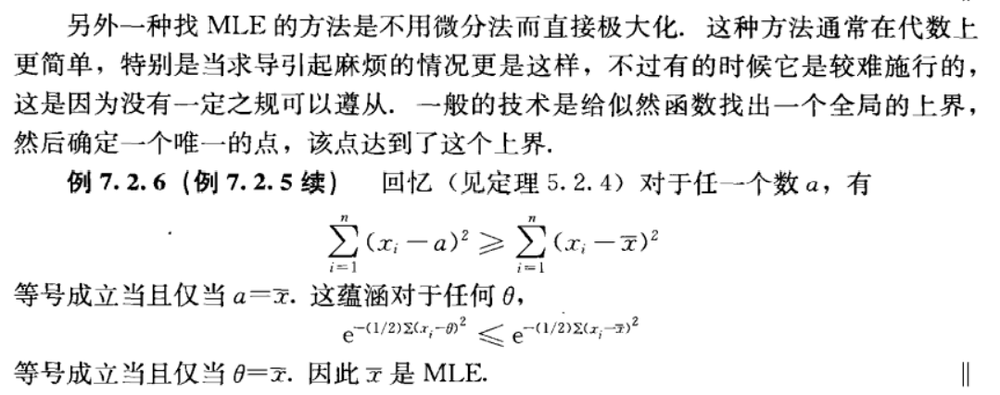 另外一种找 MLE 的方法是不用微分法而直接极大化. 这种方法通常在代数上
更简单，特别是当求导引起麻烦的情况更是这样，不过有的时候它是较难施行的，
这是因为没有一定之规可以遵从. 一般的技术是给似然函数找出一个全局的上界，
然后确定一个唯一的点，该点达到了这个上界.
例 7.2.6 (例 7.2.5 续) 回忆（见定理 5.2.4）对于任一个数 a，有
$$\sum_{i=1}^{n}(x_i-a)^2 \geqslant \sum_{i=1}^{n}(x_i-\overline{x})^2$$
等号成立当且仅当 $a=\overline{x}$. 这蕴涵对于任何 θ,
$$e^{-(1/2)\Sigma(x_i-\theta)^2} \leqslant e^{-(1/2)\Sigma(x_i-\overline{x})^2}$$
等号成立当且仅当 $\theta=\overline{x}$. 因此 $\overline{x}$ 是 MLE. ‖